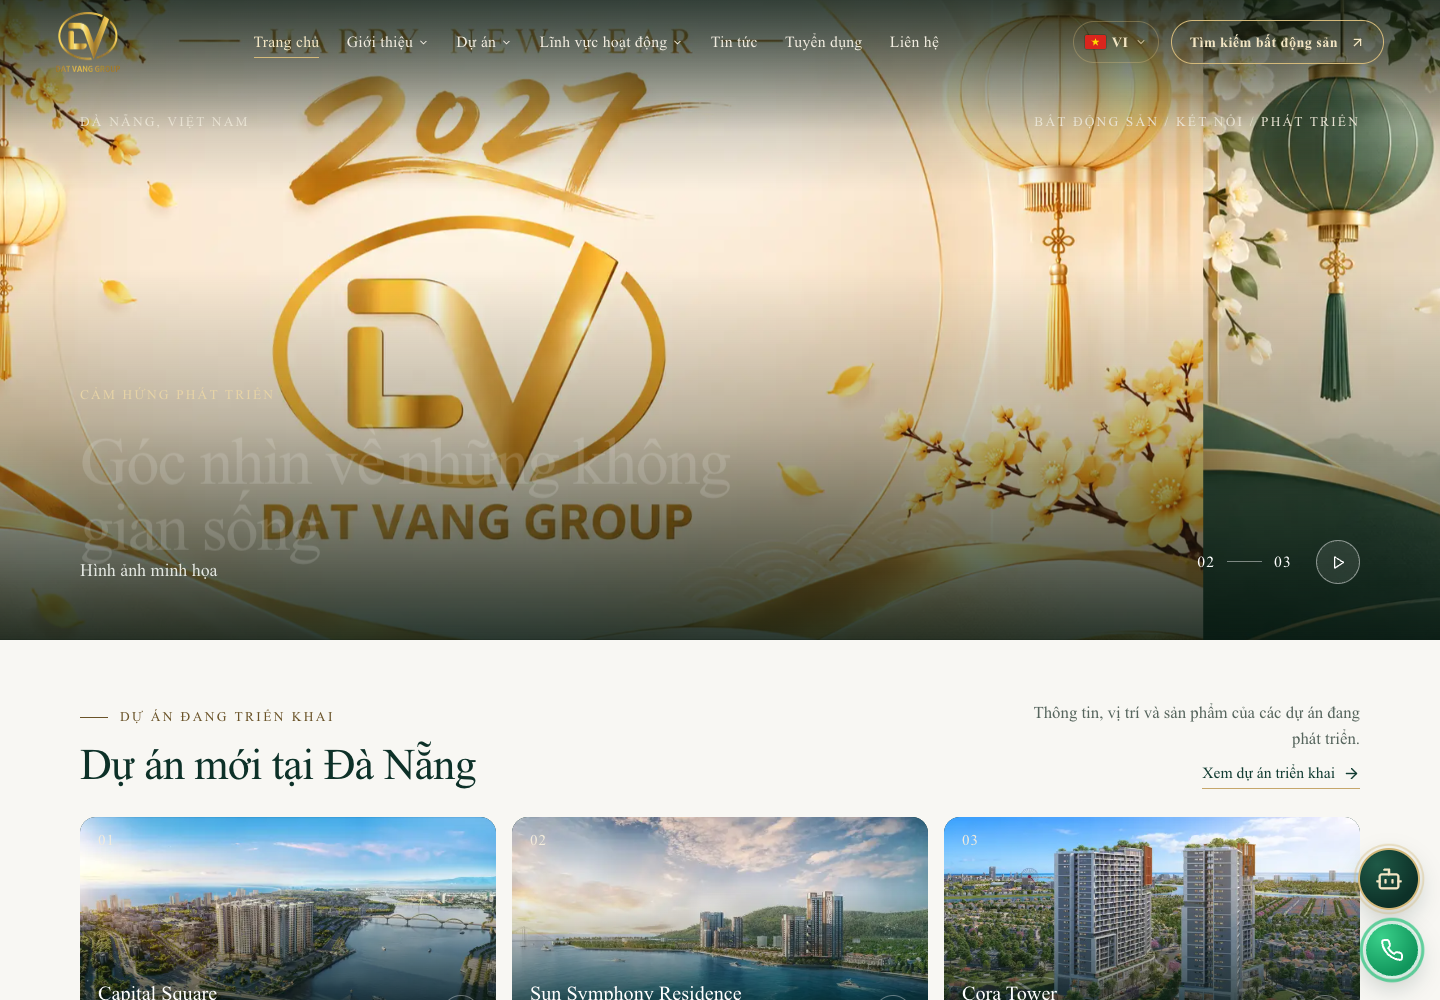 HAPPY NEW YEAR
DV
DAT VANG GROUP
Trang chủ
Giới thiệu
Dự án
Lĩnh vực hoạt động
Tin tức
Tuyển dụng
Liên hệ
VI
Tìm kiếm bất động sản
2027
ĐÀ NẴNG, VIỆT NAM
BẤT ĐỘNG SẢN / KẾT NỐI / PHÁT TRIỂN
DV
CẢM HỨNG PHÁT TRIỂN
Góc nhìn về những không
gian sống
DAT VANG GROUP
Hình ảnh minh họa
02
03
DỰ ÁN ĐANG TRIỂN KHAI
Dự án mới tại Đà Nẵng
Thông tin, vị trí và sản phẩm của các dự án đang
phát triển.
Xem dự án triển khai
01
02
03
Capital Square
Sun Symphony Residence
Cora Tower